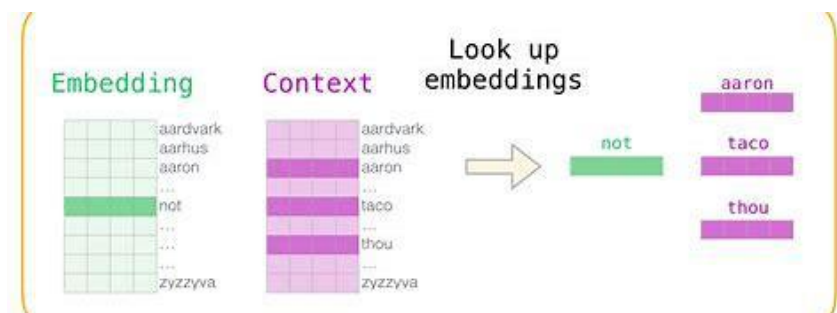 Look up
embeddings
Embedding
Context
aardvark
aarhus
aaron
...
not
...
...
...
zyzzyva
aardvark
aarhus
aaron
...
taco
...
thou
...
zyzzyva
not
aaron
taco
thou